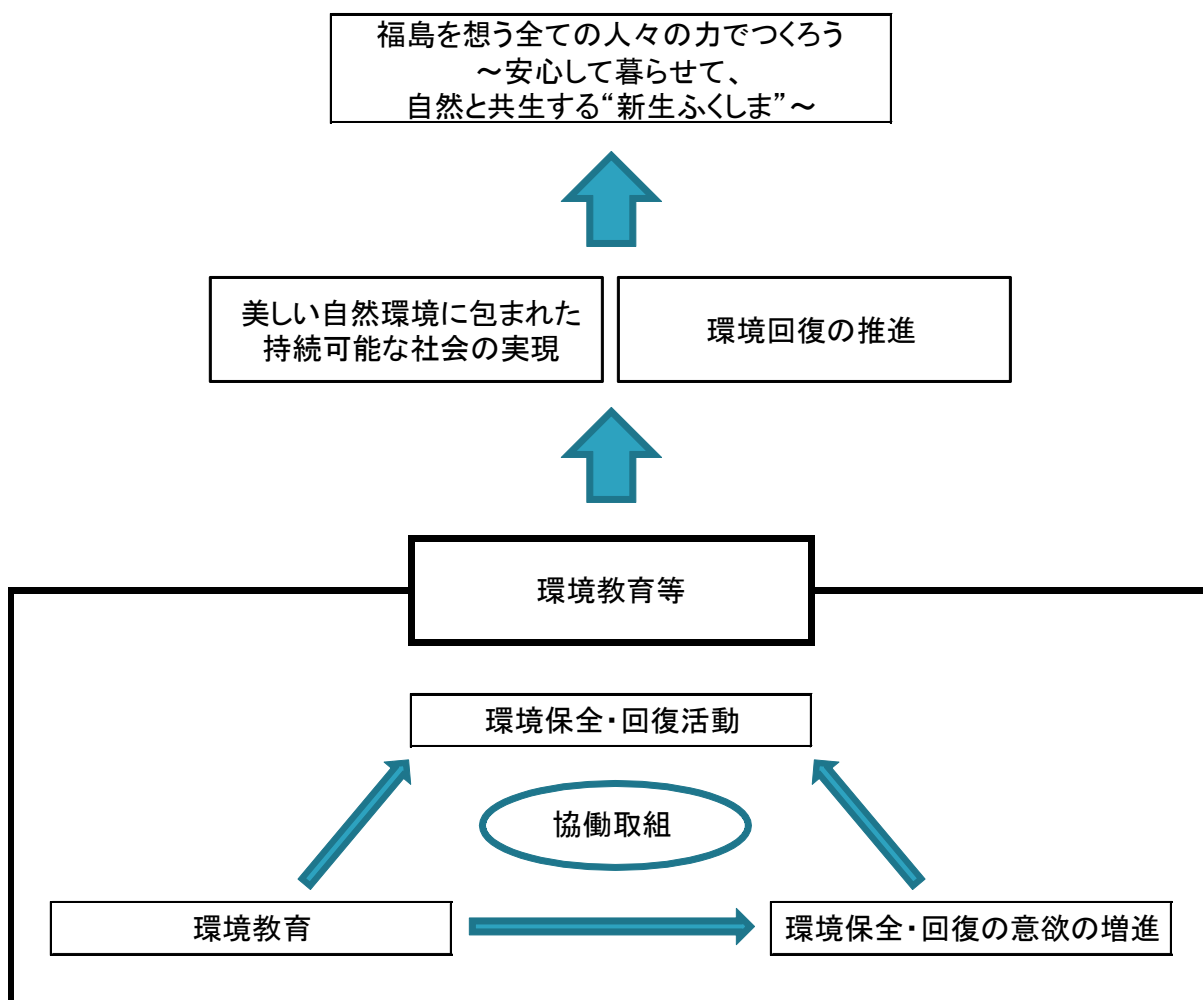 福島を想う全ての人々の力でつくろう
～安心して暮らせて、
自然と共生する“新生ふくしま”～
美しい自然環境に包まれた
持続可能な社会の実現
環境回復の推進
環境教育等
環境保全・回復活動
協働取組
環境教育
環境保全・回復の意欲の増進